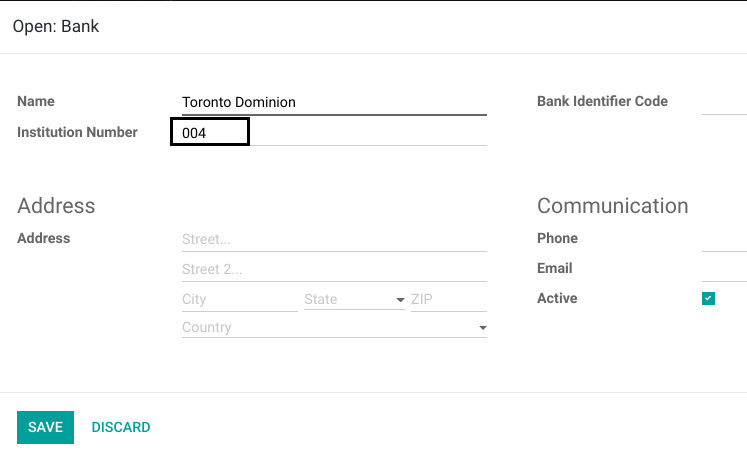 Open: Bank
Name Toronto Dominion Bank Identifier Code
Institution Number 004
Address Communication
Address Street... Phone
Street 2... Email
City State ZIP Active
Country
SAVE DISCARD